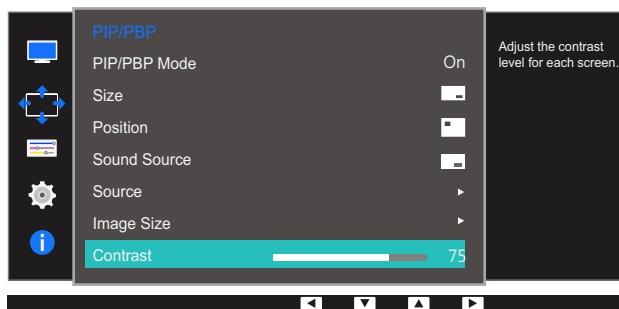 PIP/PBP
PIP/PBP Mode On
Size
Position
Sound Source
Source
Image Size
Contrast 75
Adjust the contrast
level for each screen.